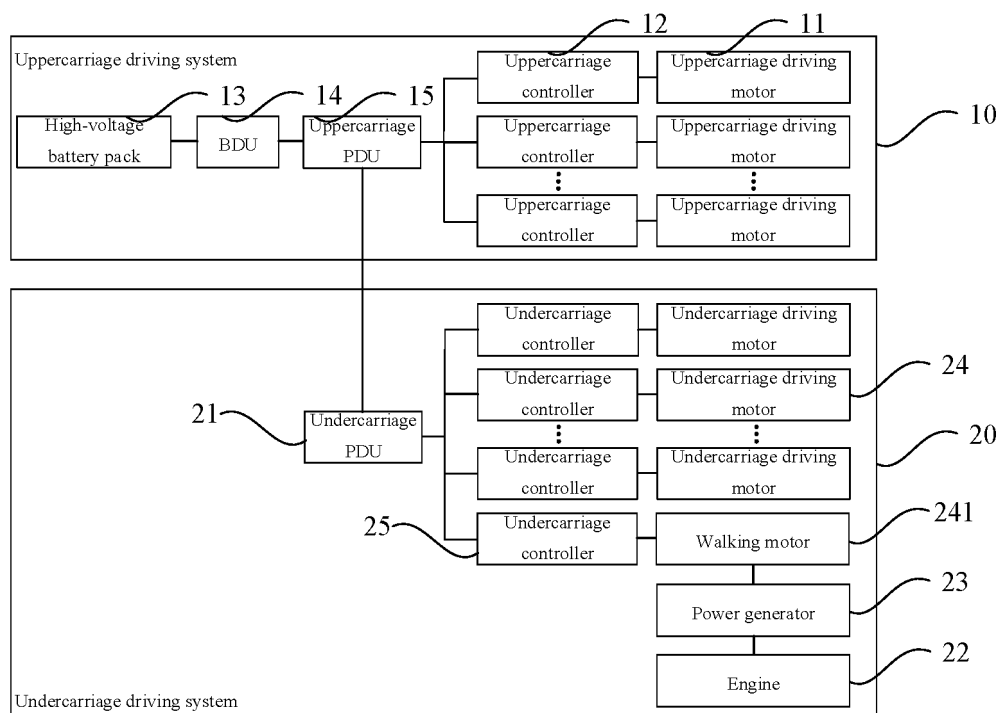 12
11
Uppercarriage driving system
13
14
15
10
Uppercarriage
controller
Uppercarriage driving
motor
High-voltage
battery pack
BDU
Uppercarriage
PDU
Uppercarriage
controller
Uppercarriage driving
motor
Uppercarriage
controller
Uppercarriage driving
motor
Undercarriage
controller
Undercarriage driving
motor
Undercarriage
controller
Undercarriage driving
motor
24
21
Undercarriage
PDU
20
Undercarriage
controller
Undercarriage driving
motor
25
Undercarriage
controller
Walking motor
241
Power generator
23
Engine
22
Undercarriage driving system